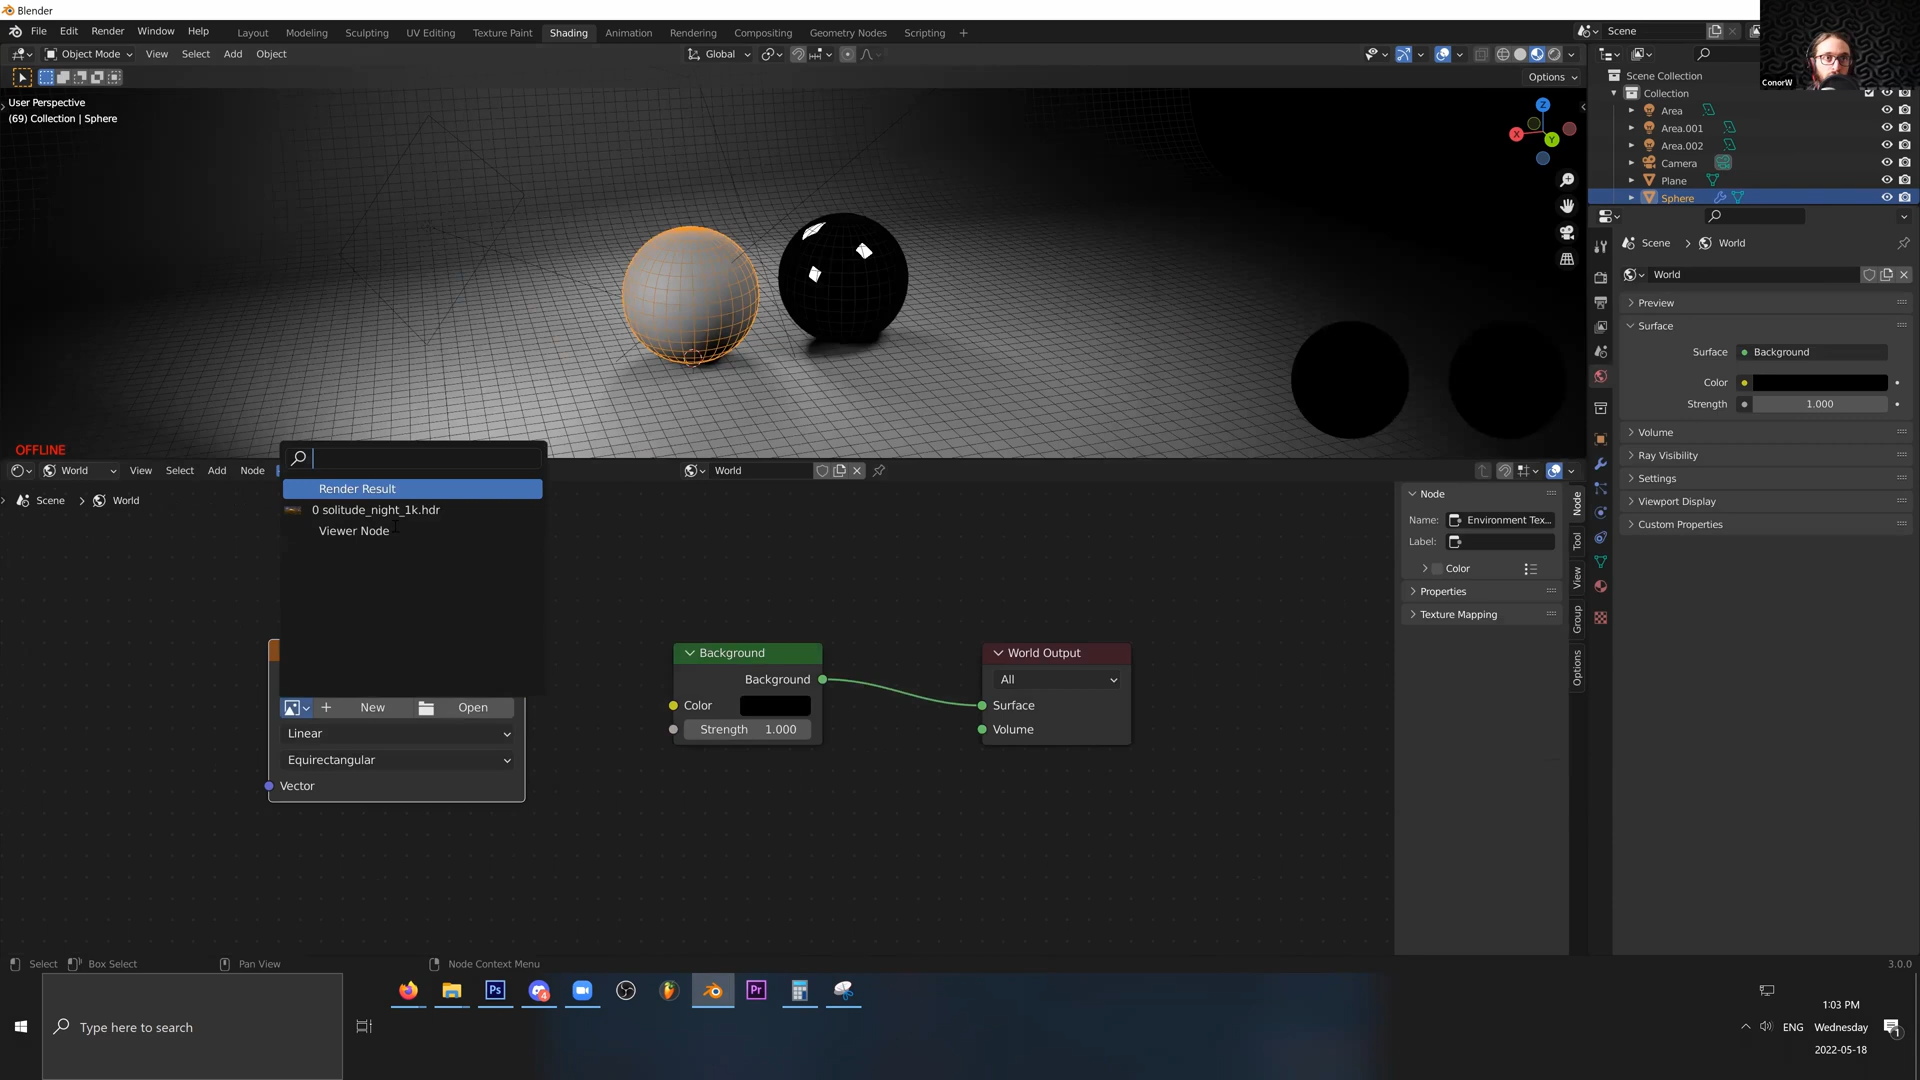 Blender
File Edit Render Window Help
Layout Modeling Sculpting UV Editing Texture Paint Shading Animation Rendering Compositing Geometry Nodes Scripting +
Scene
Object Mode View Select Add Object
Global
Options
ConorW
User Perspective
(69) Collection | Sphere
Z
X
Y
Scene Collection
Collection
Area
Area.001
Area.002
Camera
Plane
Sphere
Scene > World
World
Preview
Surface
Surface Background
Color
Strength 1.000
Volume
Ray Visibility
Settings
Viewport Display
Custom Properties
OFFLINE
World View Select Add Node
World
Scene > World
Render Result
0 solitude_night_1k.hdr
Viewer Node
+ New Open
Linear
Equirectangular
Vector
Background
Background
Color
Strength 1.000
World Output
All
Surface
Volume
Node
Name: Environment Tex...
Label:
Color
Properties
Texture Mapping
Node
Tool
View
Group
Options
Select Box Select Pan View Node Context Menu
3.0.0
Type here to search
Ps
4
Pr
1:03 PM
ENG Wednesday
2022-05-18
1